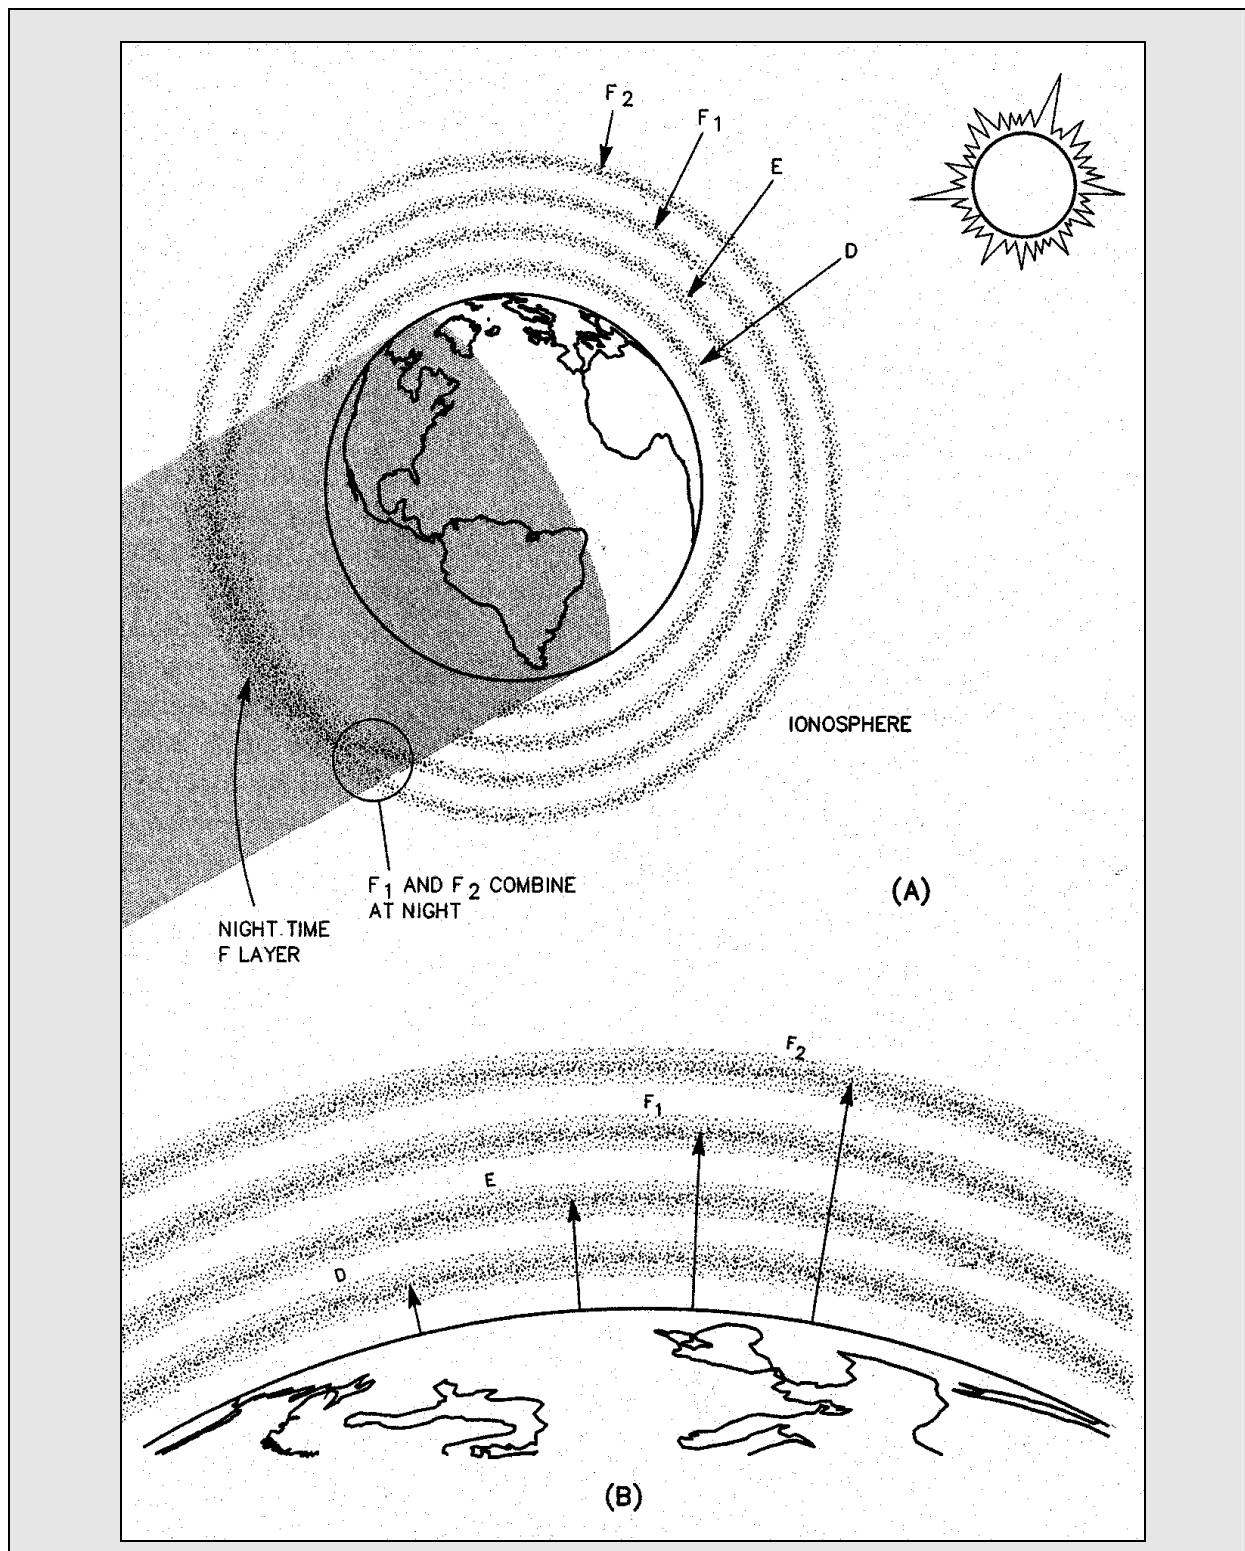 F2
F1
E
D
IONOSPHERE
F1 AND F2 COMBINE
AT NIGHT
(A)
NIGHT TIME
F LAYER
F2
F1
E
D
(B)